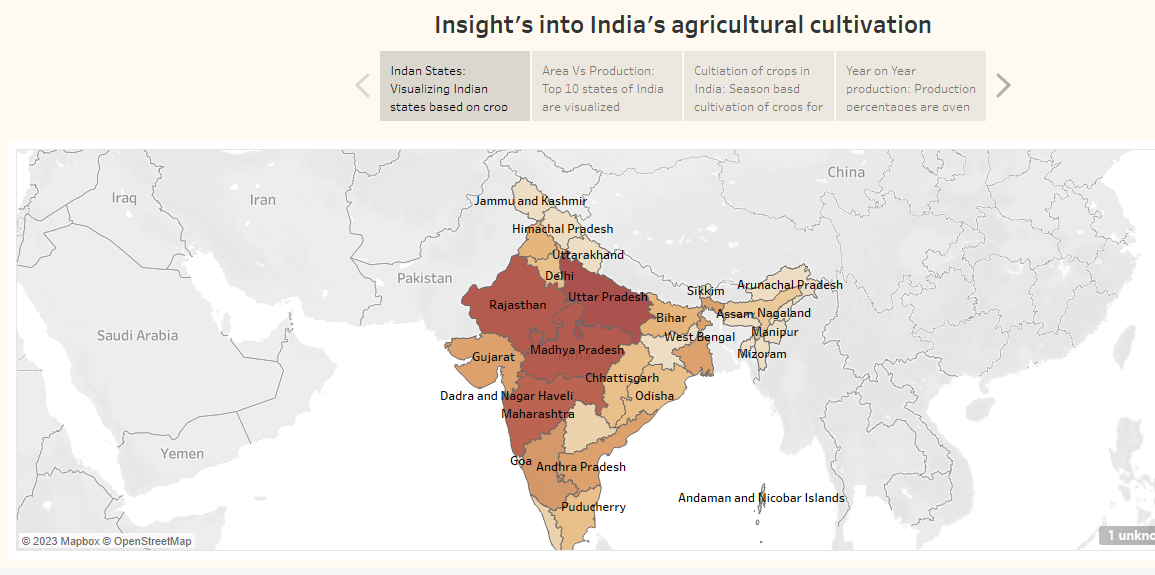 Insight's into India's agricultural cultivation
Indan States:
Visualizing Indian
states based on crop
Area Vs Production:
Top 10 states of India
are visualized
Cultiation of crops in
India: Season basd
cultivation of crops for
Year on Year
production: Production
percentages are oven
China
Iraq
Iran
Jammu and Kashmir
Himachal Pradesh
Uttarakhand
Pakistan
Delhi
Sikkim
Arunachal Pradesh
Rajasthan
Uttar Pradesh
Bihar
Assam
Nagaland
Saudi Arabia
West Bengal
Manipur
Gujarat
Madhya Pradesh
Mizoram
Chhattisgarh
Dadra and Nagar Haveli
Odisha
Maharashtra
Yemen
Goa
Andhra Pradesh
Andaman and Nicobar Islands
Puducherry
© 2023 Mapbox © OpenStreetMap
1